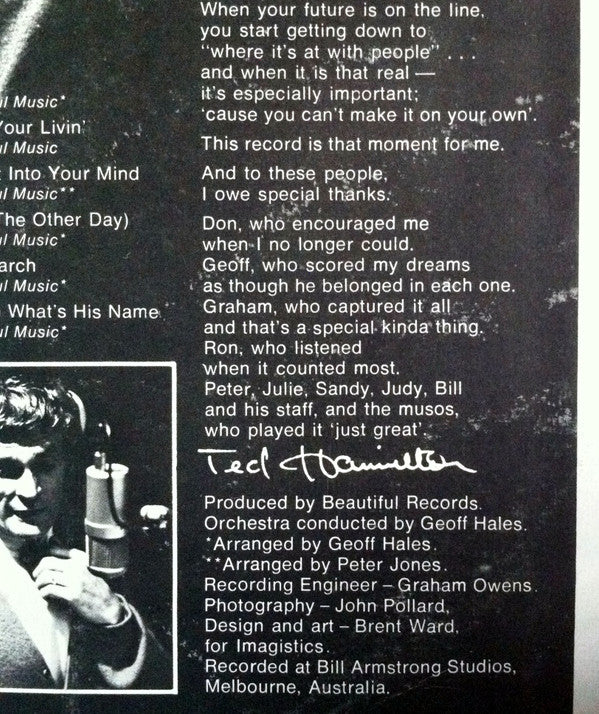 When your future is on the line,
you start getting down to
"where it's at with people" . . .
and when it is that real —
it's especially important;
'cause you can't make it on your own'.
This record is that moment for me.
And to these people,
I owe special thanks.
Don, who encouraged me
when I no longer could.
Geoff, who scored my dreams
as though he belonged in each one.
Graham, who captured it all
and that's a special kinda thing.
Ron, who listened
when it counted most.
Peter, Julie, Sandy, Judy, Bill
and his staff, and the musos,
who played it 'just great'.
Ted Hamilton
Produced by Beautiful Records.
Orchestra conducted by Geoff Hales.
*Arranged by Geoff Hales.
**Arranged by Peter Jones.
Recording Engineer – Graham Owens.
Photography – John Pollard,
Design and art – Brent Ward,
for Imagistics.
Recorded at Bill Armstrong Studios,
Melbourne, Australia.
Music*
Your Livin'
Music
Into Your Mind
Music**
The Other Day)
Music*
arch
Music*
What's His Name
Music*